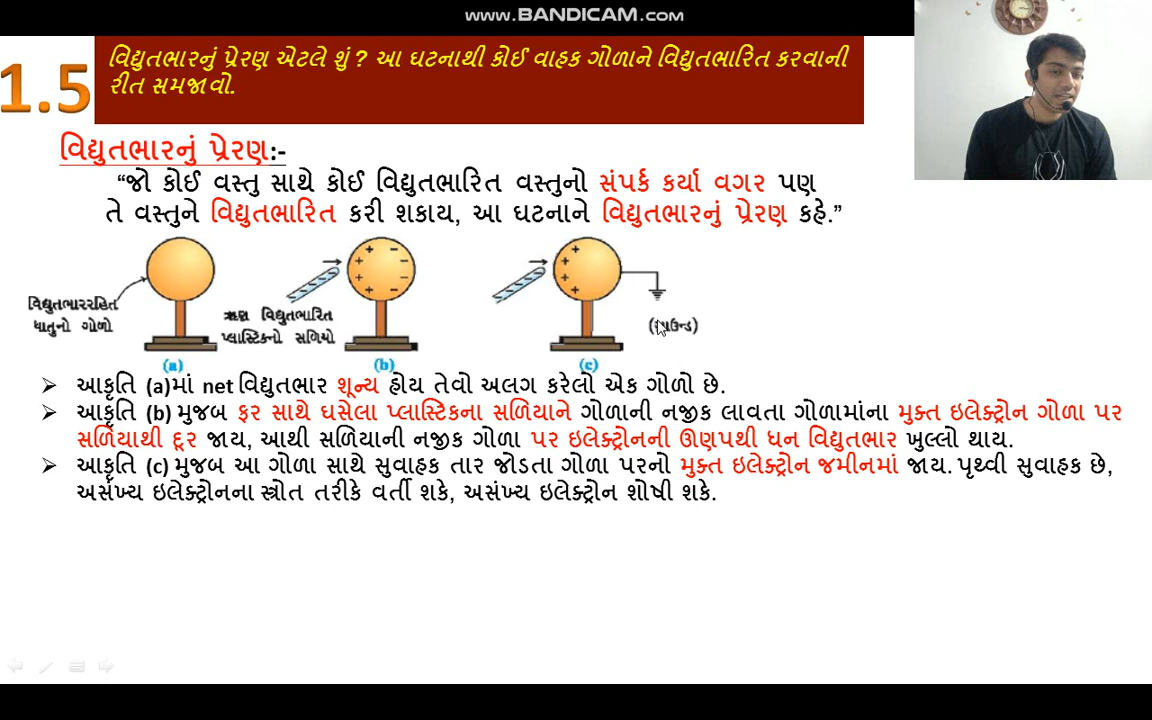 www.BANDICAM.com
1.5
વિદ્યુતભારનું પ્રેરણ એટલે શું ? આ ઘટનાથી કોઈ વાહક ગોળાને વિદ્યુતભારિત કરવાની
રીત સમજાવો.
વિદ્યુતભારનું પ્રેરણ:-
“જો કોઈ વસ્તુ સાથે કોઈ વિદ્યુતભારિત વસ્તુનો સંપર્ક કર્યા વગર પણ
તે વસ્તુને વિદ્યુતભારિત કરી શકાય, આ ઘટનાને વિદ્યુતભારનું પ્રેરણ કહે.”
વિદ્યુતભારરહિત
ધાતુનો ગોળો
ઋણ વિદ્યુતભારિત
પ્લાસ્ટિકનો સળિયો
(a)
(b)
(c)
આકૃતિ (a)માં net વિદ્યુતભાર શૂન્ય હોય તેવો અલગ કરેલો એક ગોળો છે.
આકૃતિ (b) મુજબ ફર સાથે ઘસેલા પ્લાસ્ટિકના સળિયાને ગોળાની નજીક લાવતા ગોળામાંના મુક્ત ઇલેક્ટ્રોન ગોળા પર
સળિયાથી દૂર જાય, આથી સળિયાની નજીક ગોળા પર ઇલેક્ટ્રોનની ઊણપથી ધન વિદ્યુતભાર ખુલ્લો થાય.
આકૃતિ (c) મુજબ આ ગોળા સાથે સુવાહક તાર જોડતા ગોળા પરનો મુક્ત ઇલેક્ટ્રોન જમીનમાં જાય. પૃથ્વી સુવાહક છે,
અસંખ્ય ઇલેક્ટ્રોનના સ્ત્રોત તરીકે વર્તી શકે, અસંખ્ય ઇલેક્ટ્રોન શોષી શકે.